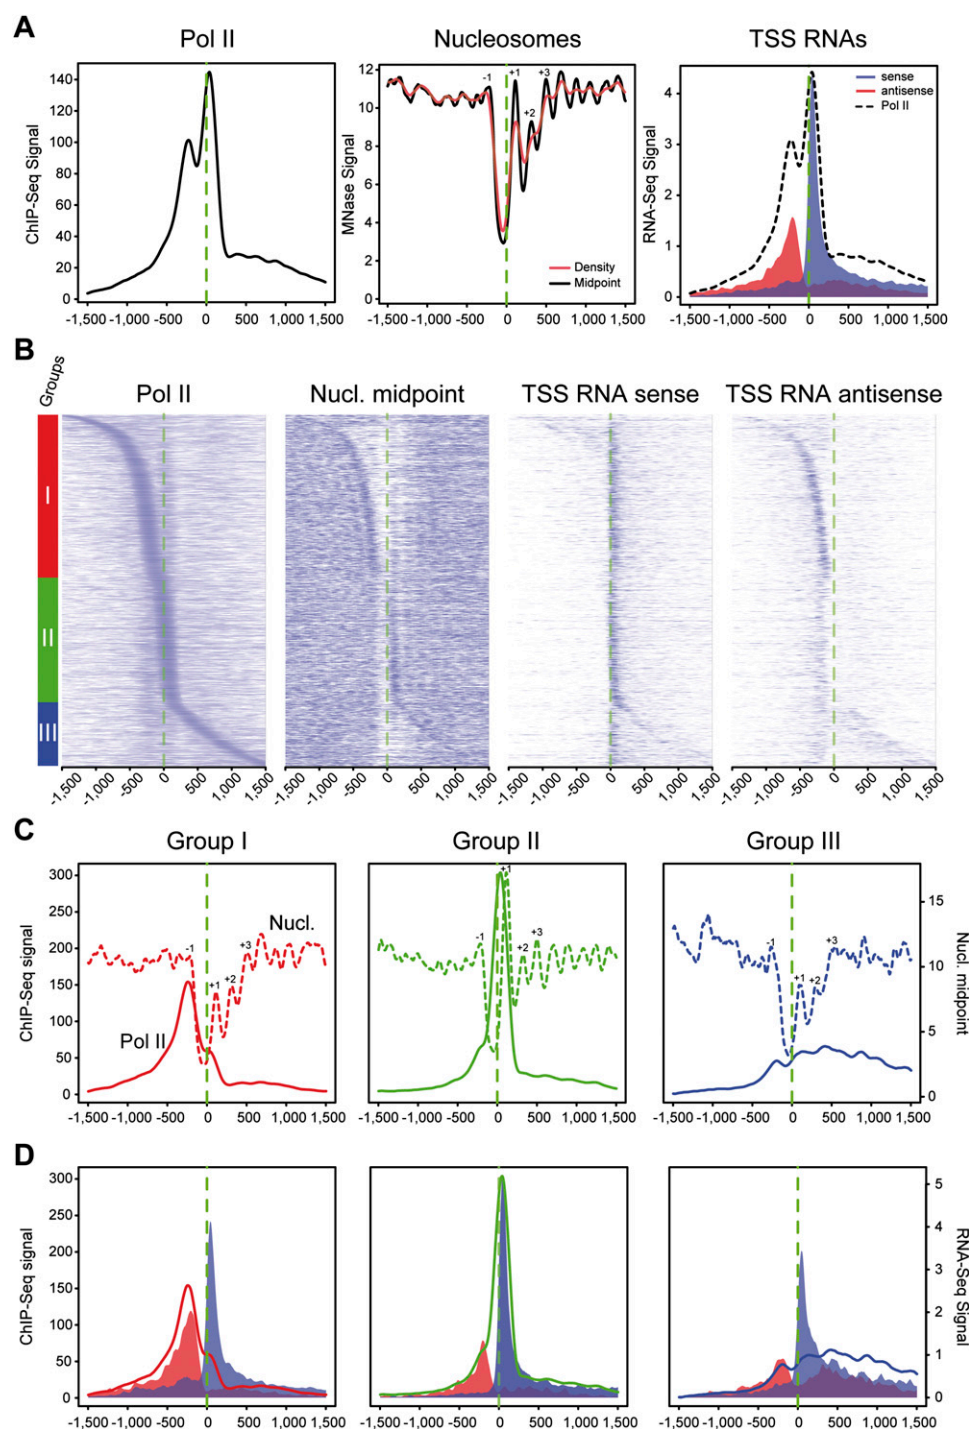 A
Pol II
Nucleosomes
TSS RNAs
ChIP-Seq Signal
140
120
100
80
60
40
20
0
-1,500 -1,000 -500 0 500 1,000 1,500
MNase Signal
12
10
8
6
4
2
0
-1
+1
+2
+3
Density
Midpoint
-1,500 -1,000 -500 0 500 1,000 1,500
RNA-Seq Signal
4
3
2
1
0
sense
antisense
Pol II
-1,500 -1,000 -500 0 500 1,000 1,500
B
Groups
Pol II
Nucl. midpoint
TSS RNA sense
TSS RNA antisense
I
II
III
-1,500 -1,000 -500 0 500 1,000 1,500
-1,500 -1,000 -500 0 500 1,000 1,500
-1,500 -1,000 -500 0 500 1,000 1,500
-1,500 -1,000 -500 0 500 1,000 1,500
C
Group I
Group II
Group III
ChIP-Seq signal
300
250
200
150
100
50
0
Nucl.
Pol II
-1
+1
+2
+3
-1,500 -1,000 -500 0 500 1,000 1,500
-1
+1
+2
+3
-1,500 -1,000 -500 0 500 1,000 1,500
-1
+1
+2
+3
-1,500 -1,000 -500 0 500 1,000 1,500
15
10
5
0
Nucl. midpoint
D
ChIP-Seq signal
300
250
200
150
100
50
0
-1,500 -1,000 -500 0 500 1,000 1,500
-1,500 -1,000 -500 0 500 1,000 1,500
-1,500 -1,000 -500 0 500 1,000 1,500
5
4
3
2
1
0
RNA-Seq Signal